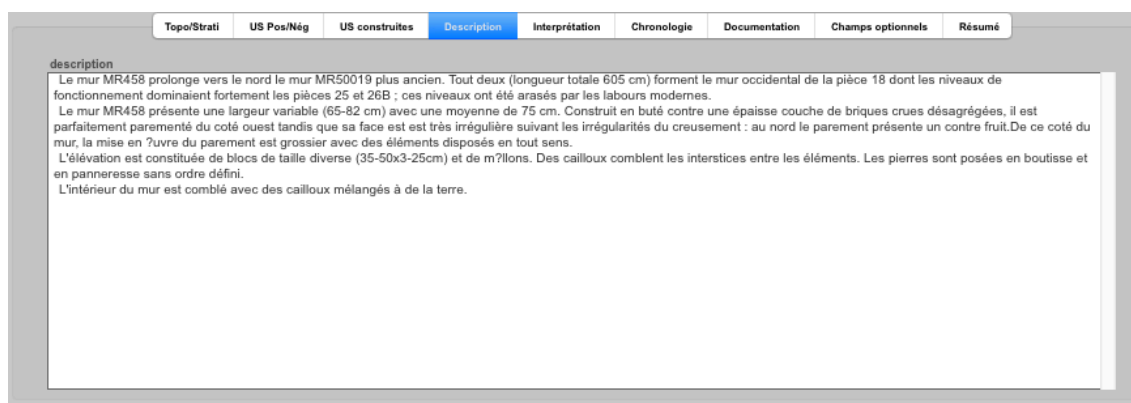 Topo/Strati US Pos/Nég US construites Description Interprétation Chronologie Documentation Champs optionnels Résumé
description
Le mur MR458 prolonge vers le nord le mur MR50019 plus ancien. Tout deux (longueur totale 605 cm) forment le mur occidental de la pièce 18 dont les niveaux de
fonctionnement dominaient fortement les pièces 25 et 26B ; ces niveaux ont été arasés par les labours modernes.
Le mur MR458 présente une largeur variable (65-82 cm) avec une moyenne de 75 cm. Construit en buté contre une épaisse couche de briques crues désagrégées, il est
parfaitement parementé du coté ouest tandis que sa face est est très irrégulière suivant les irrégularités du creusement : au nord le parement présente un contre fruit.De ce coté du
mur, la mise en ?uvre du parement est grossier avec des éléments disposés en tout sens.
L'élévation est constituée de blocs de taille diverse (35-50x3-25cm) et de m?llons. Des cailloux comblent les interstices entre les éléments. Les pierres sont posées en boutisse et
en panneresse sans ordre défini.
L'intérieur du mur est comblé avec des cailloux mélangés à de la terre.